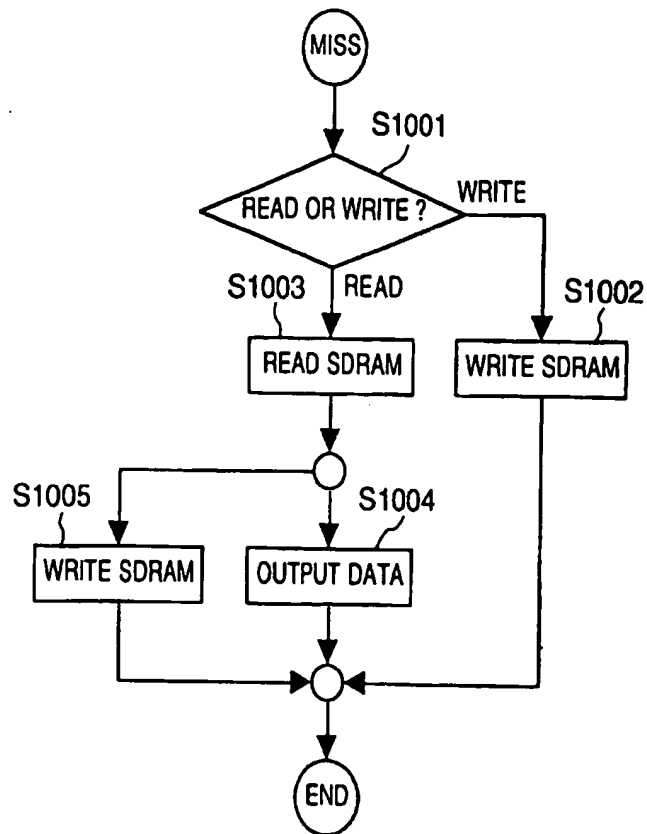 MISS
S1001
READ OR WRITE ?
WRITE
S1003
READ
S1002
READ SDRAM
WRITE SDRAM
S1005
S1004
WRITE SDRAM
OUTPUT DATA
END